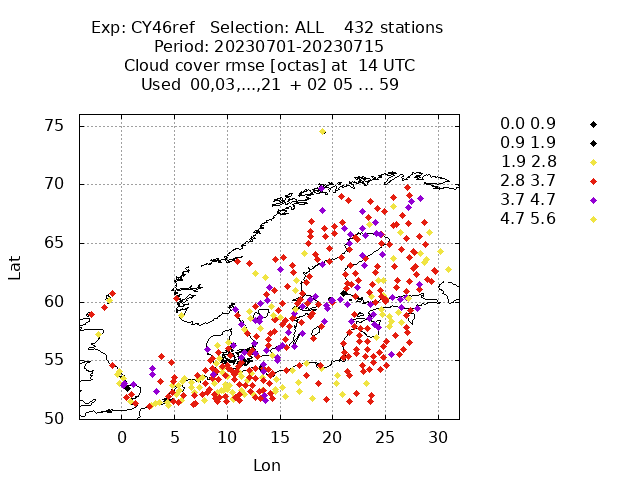 Exp: CY46ref   Selection: ALL    432 stations
Period: 20230701-20230715
Cloud cover rmse [octas] at  14 UTC
Used  00,03,...,21  + 02 05 ... 59
75
70
65
60
55
50
Lat
0 5 10 15 20 25 30
Lon
0.0 0.9
0.9 1.9
1.9 2.8
2.8 3.7
3.7 4.7
4.7 5.6